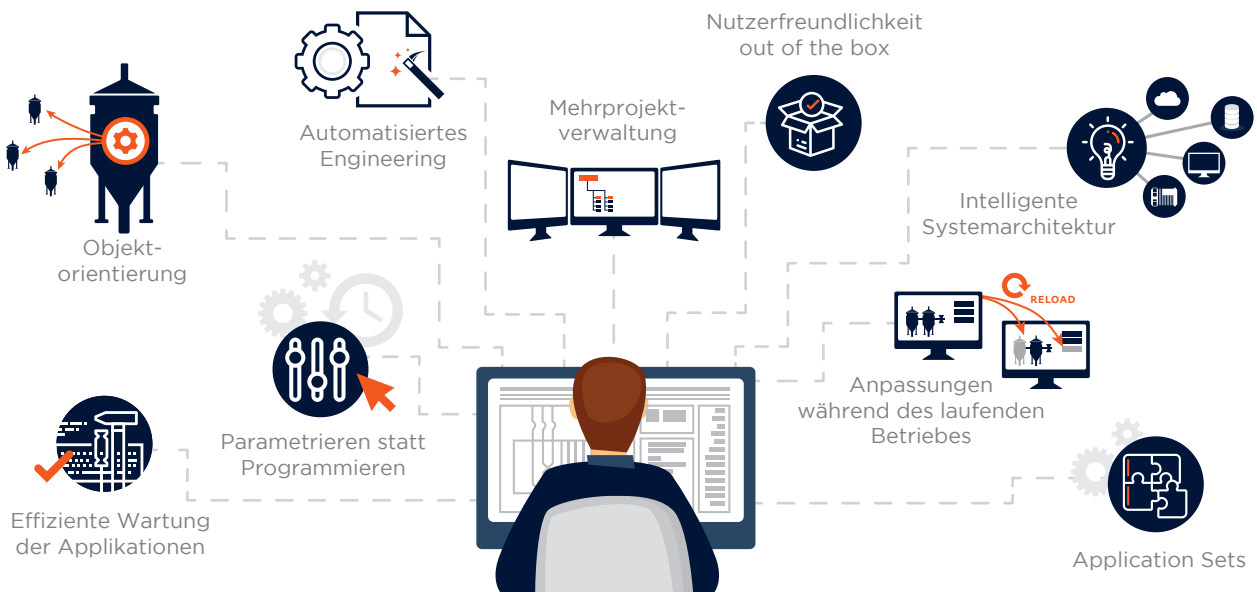 Nutzerfreundlichkeit
out of the box
Automatisiertes
Engineering
Mehrprojekt-
verwaltung
Intelligente
Systemarchitektur
Objekt-
orientierung
RELOAD
Anpassungen
während des laufenden
Betriebes
Parametrieren statt
Programmieren
Effiziente Wartung
der Applikationen
Application Sets